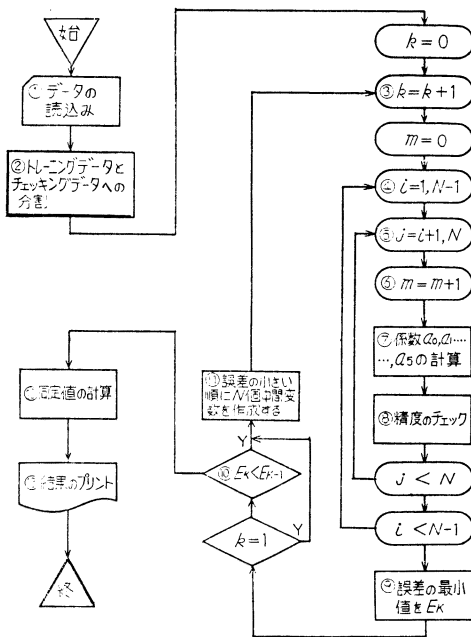 始
①データの
読込み
②トレーニングデータと
チェッキングデータへの
分割
k=0
③k=k+1
m=0
④i=1,N-1
⑤j=i+1,N
⑥m=m+1
⑦係数a0,a1……
…,a5の計算
⑧精度のチェック
j<N
i<N-1
⑨誤差の最小
値をEK
k=1
Y
⑩EK<EK-1
Y
⑪誤差の小さい
順にN個中間変
数を作成する
同定値の計算
結果のプリント
終